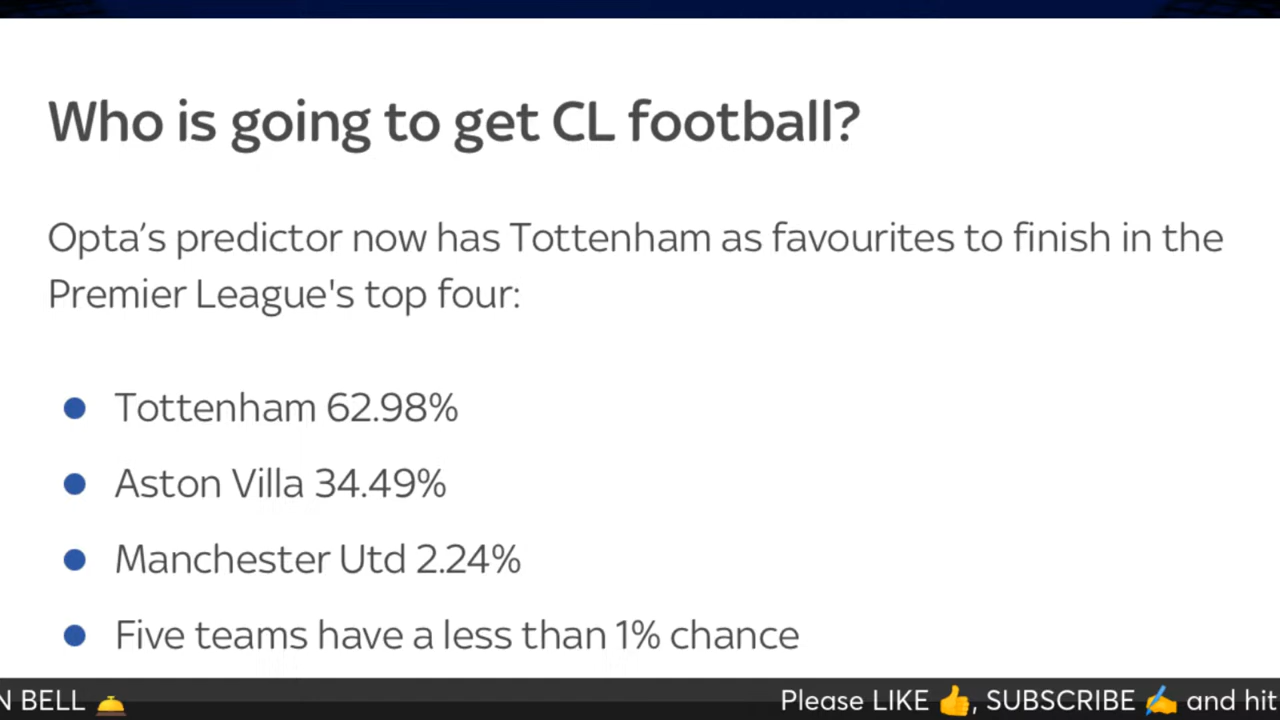 Who is going to get CL football?
Opta’s predictor now has Tottenham as favourites to finish in the
Premier League's top four:
Tottenham 62.98%
Aston Villa 34.49%
Manchester Utd 2.24%
Five teams have a less than 1% chance
N BELL 🛎️ Please LIKE 👍, SUBSCRIBE ✍️ and hit